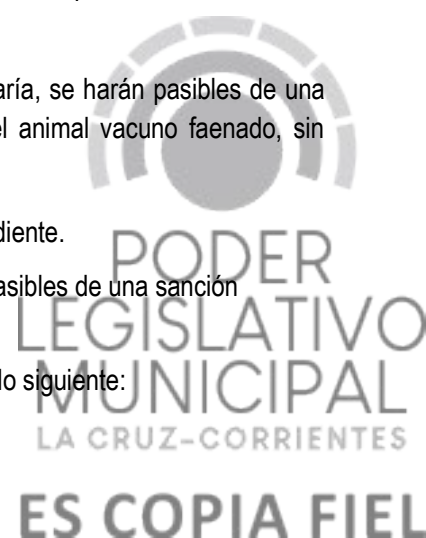 aría, se harán pasibles de una
el animal vacuno faenado, sin
diente.
PODER
asibles de una sanción
LEGISLATIVO
lo siguiente:
MUNICIPAL
LA CRUZ-CORRIENTES
ES COPIA FIEL